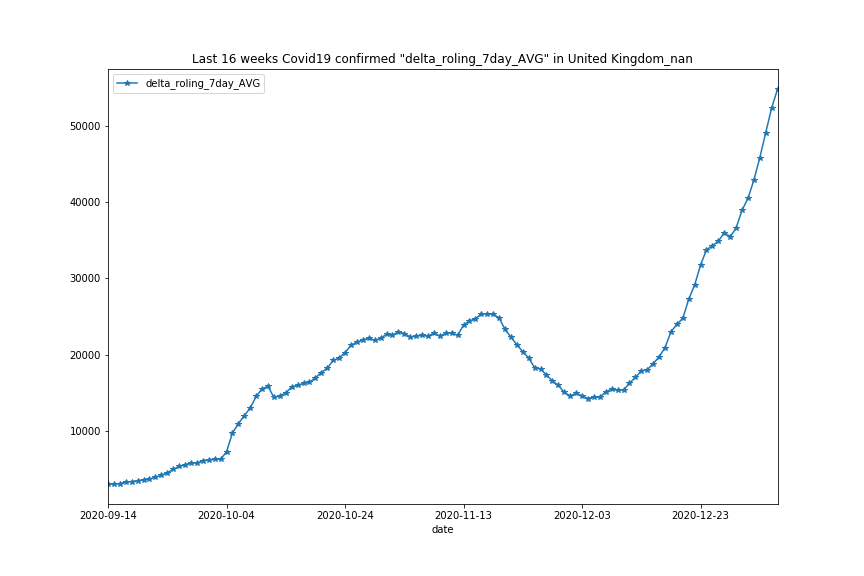 Last 16 weeks Covid19 confirmed "delta_roling_7day_AVG" in United Kingdom_nan
delta_roling_7day_AVG
50000
40000
30000
20000
10000
2020-09-14 2020-10-04 2020-10-24 2020-11-13 2020-12-03 2020-12-23
date